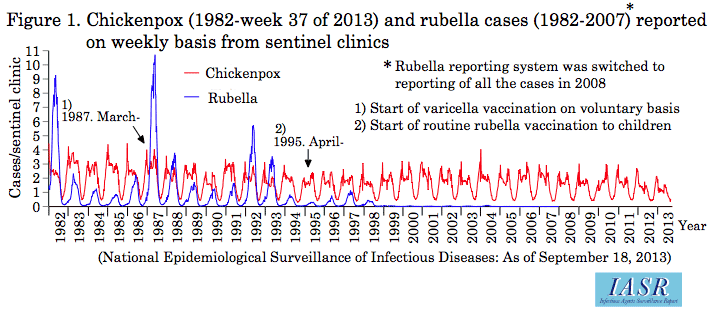 Figure 1. Chickenpox (1982-week 37 of 2013) and rubella cases (1982-2007)* reported
on weekly basis from sentinel clinics
Cases/sentinel clinic
11
10
9
8
7
6
5
4
3
2
1
0
Chickenpox
Rubella
* Rubella reporting system was switched to
reporting of all the cases in 2008
1) Start of varicella vaccination on voluntary basis
2) Start of routine rubella vaccination to children
1)
1987. March-
2)
1995. April-
1982 1983 1984 1985 1986 1987 1988 1989 1990 1991 1992 1993 1994 1995 1996 1997 1998 1999 2000 2001 2002 2003 2004 2005 2006 2007 2008 2009 2010 2011 2012 2013 Year
(National Epidemiological Surveillance of Infectious Diseases: As of September 18, 2013)
IASR
Infectious Agents Surveillance Report